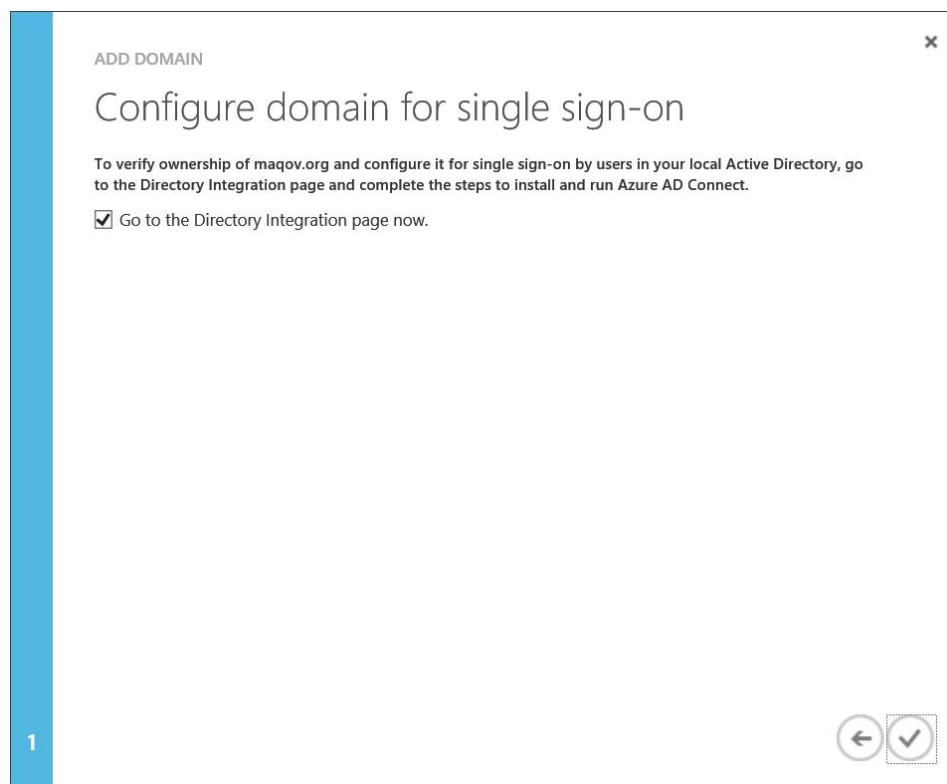 ADD DOMAIN
Configure domain for single sign-on
To verify ownership of maqov.org and configure it for single sign-on by users in your local Active Directory, go
to the Directory Integration page and complete the steps to install and run Azure AD Connect.
Go to the Directory Integration page now.
1